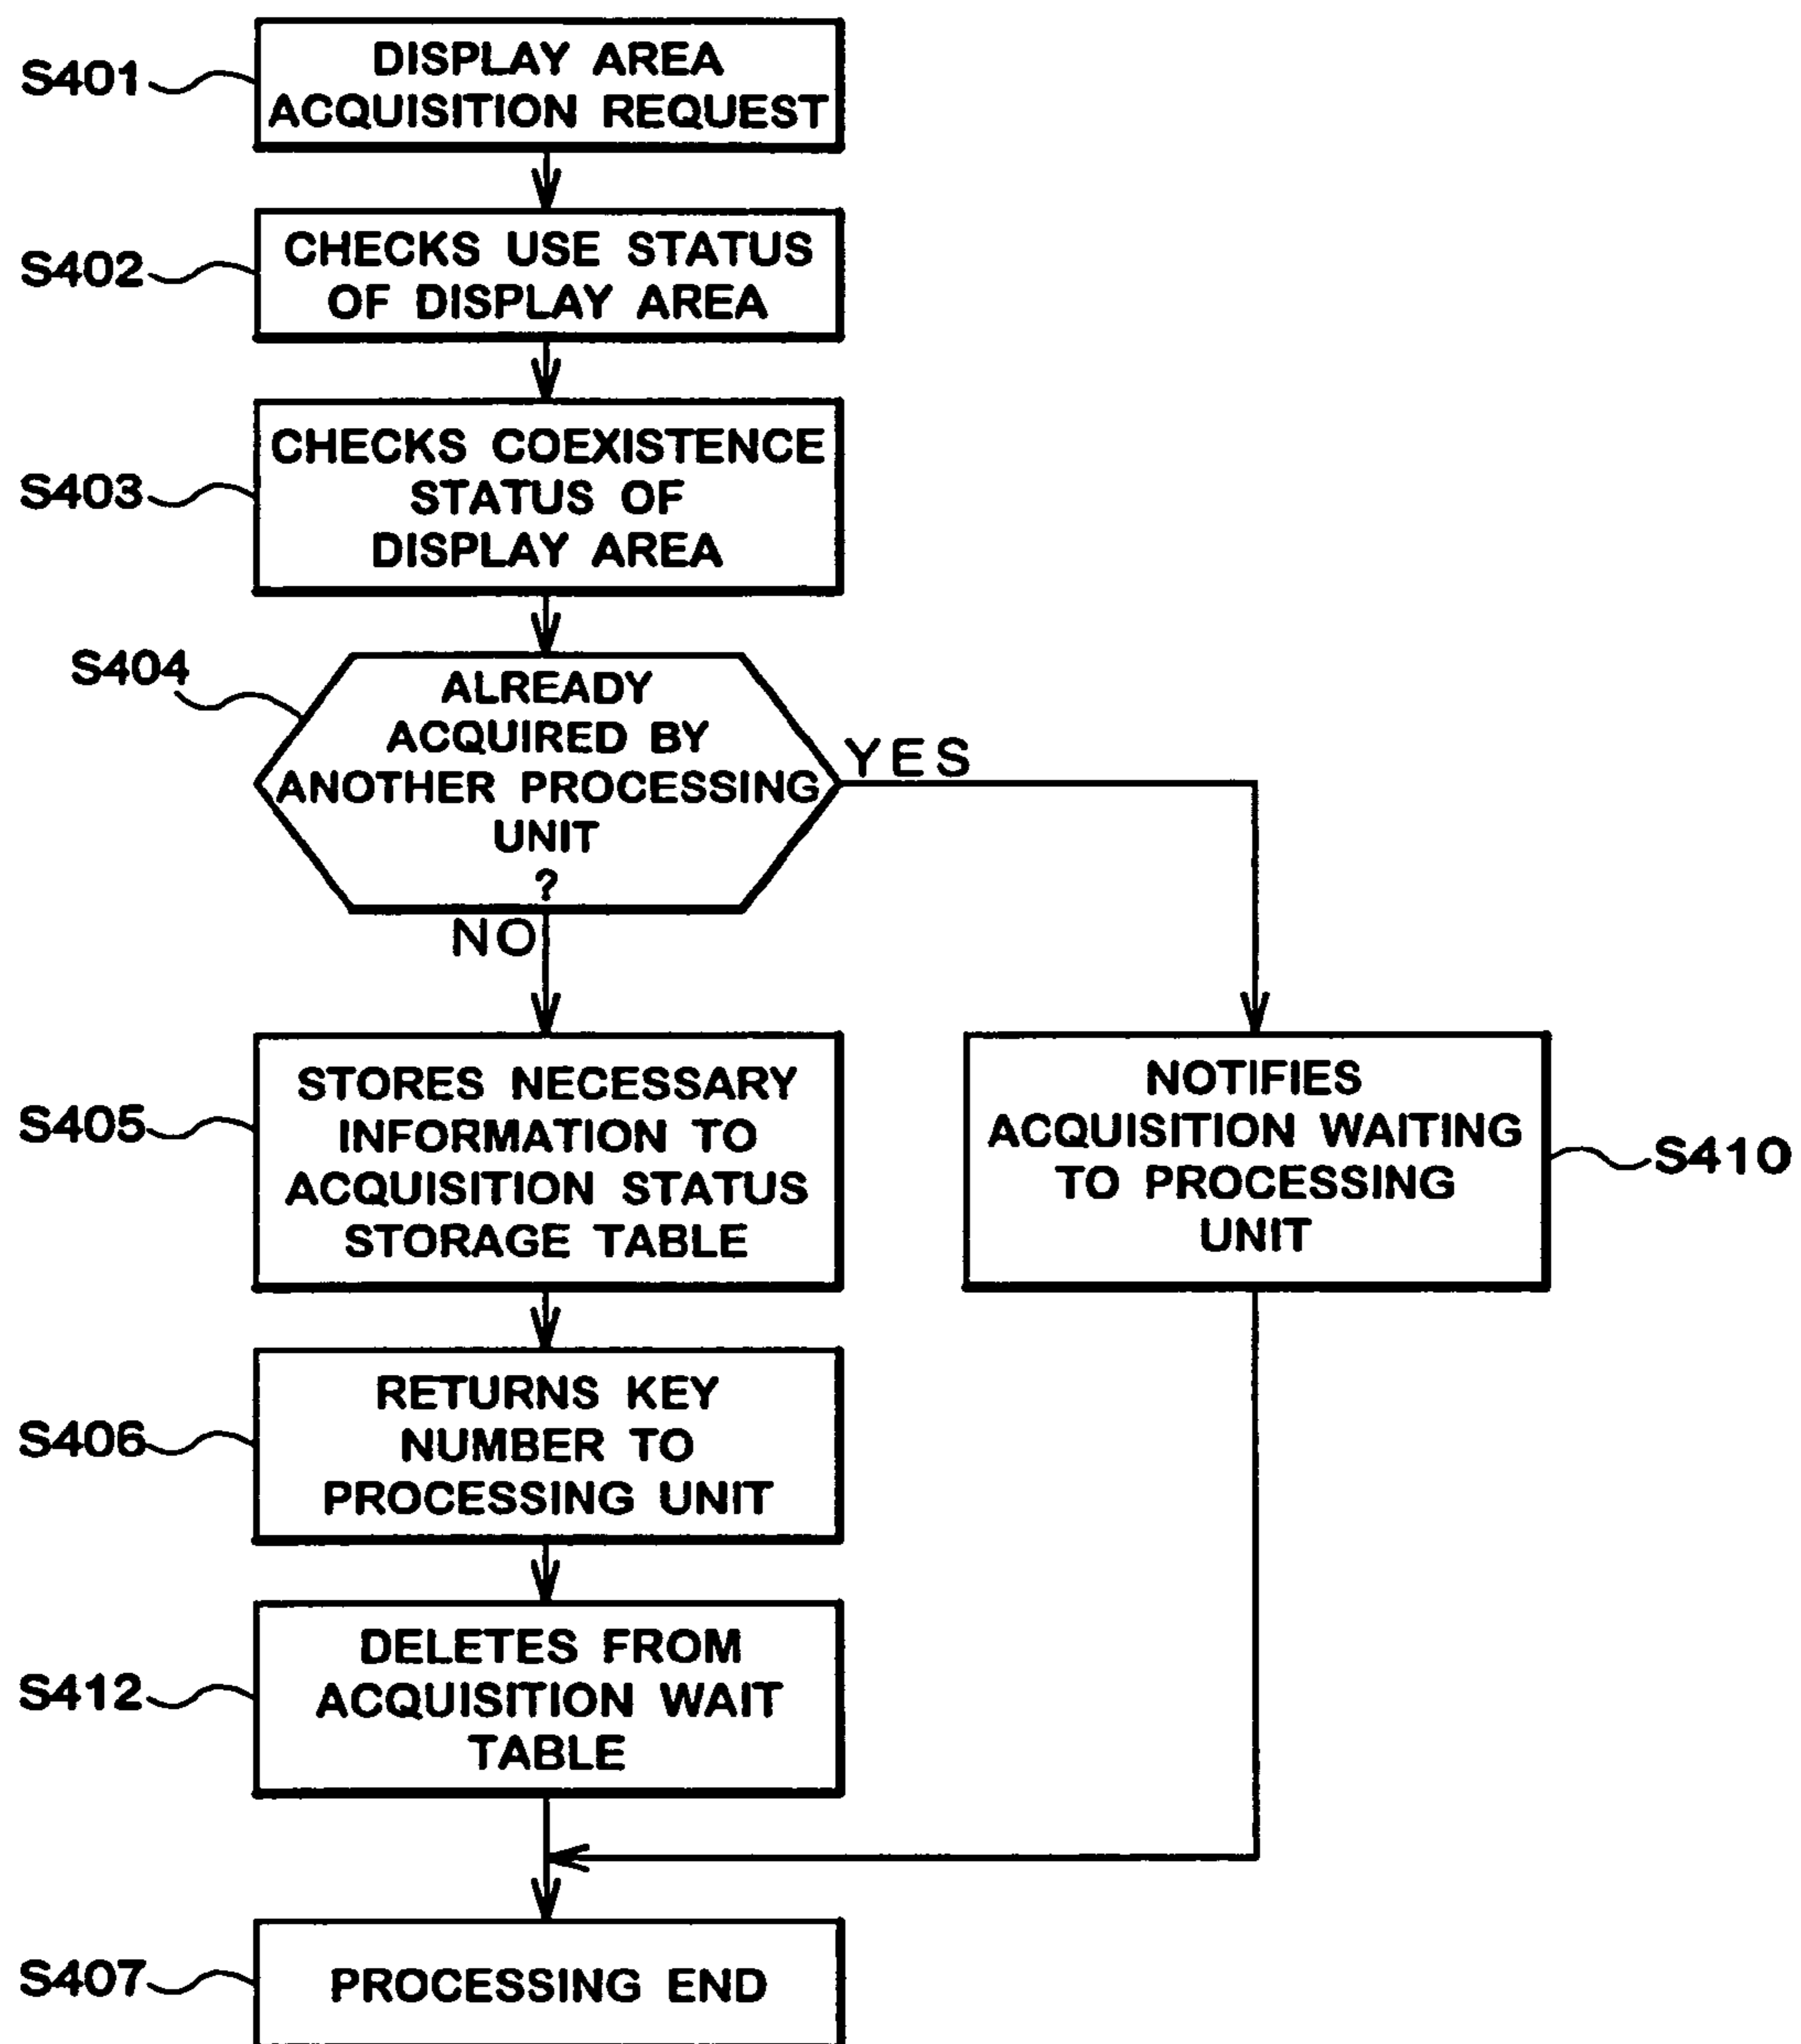 S401
DISPLAY AREA
ACQUISITION REQUEST
S402
CHECKS USE STATUS
OF DISPLAY AREA
S403
CHECKS COEXISTENCE
STATUS OF
DISPLAY AREA
S404
ALREADY
ACQUIRED BY
ANOTHER PROCESSING
UNIT
?
YES
NO
S405
STORES NECESSARY
INFORMATION TO
ACQUISITION STATUS
STORAGE TABLE
NOTIFIES
ACQUISITION WAITING
TO PROCESSING
UNIT
S410
S406
RETURNS KEY
NUMBER TO
PROCESSING UNIT
S412
DELETES FROM
ACQUISITION WAIT
TABLE
S407
PROCESSING END